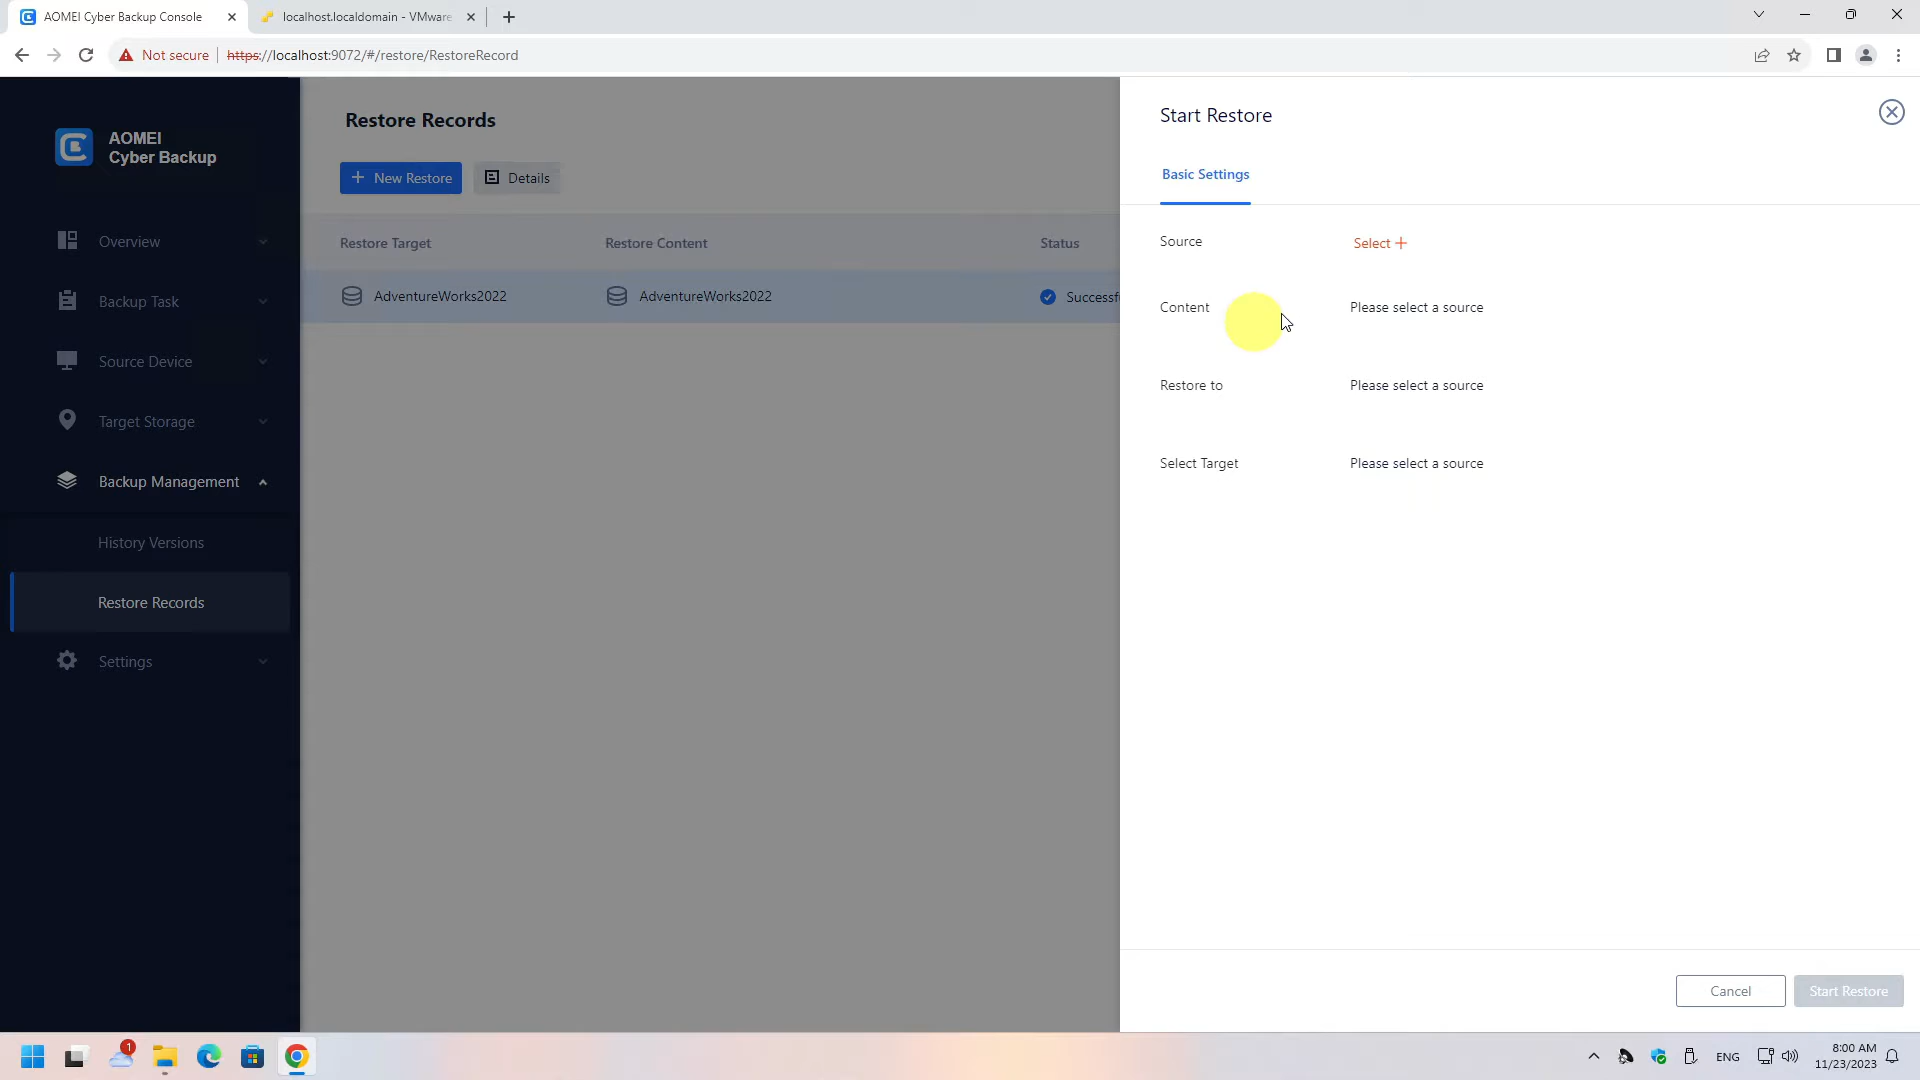 AOMEI Cyber Backup Console
localhost.localdomain - VMware
Not secure
https://localhost:9072/#/restore/RestoreRecord
AOMEI
Cyber Backup
Overview
Backup Task
Source Device
Target Storage
Backup Management
History Versions
Restore Records
Settings
Restore Records
New Restore
Details
Restore Target
Restore Content
Status
AdventureWorks2022
AdventureWorks2022
Successf
Start Restore
Basic Settings
Source
Select +
Content
Please select a source
Restore to
Please select a source
Select Target
Please select a source
Cancel
Start Restore
1
ENG
8:00 AM
11/23/2023